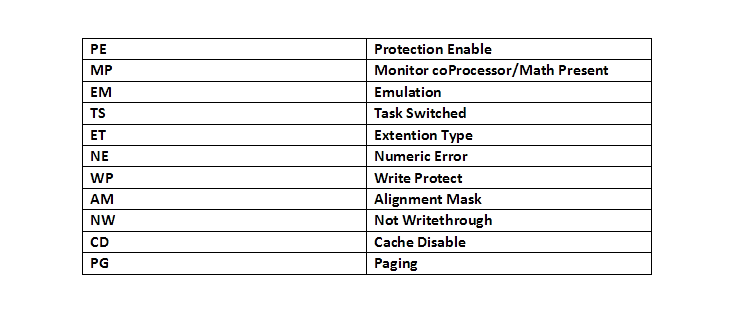 PE Protection Enable
MP Monitor coProcessor/Math Present
EM Emulation
TS Task Switched
ET Extention Type
NE Numeric Error
WP Write Protect
AM Alignment Mask
NW Not Writethrough
CD Cache Disable
PG Paging